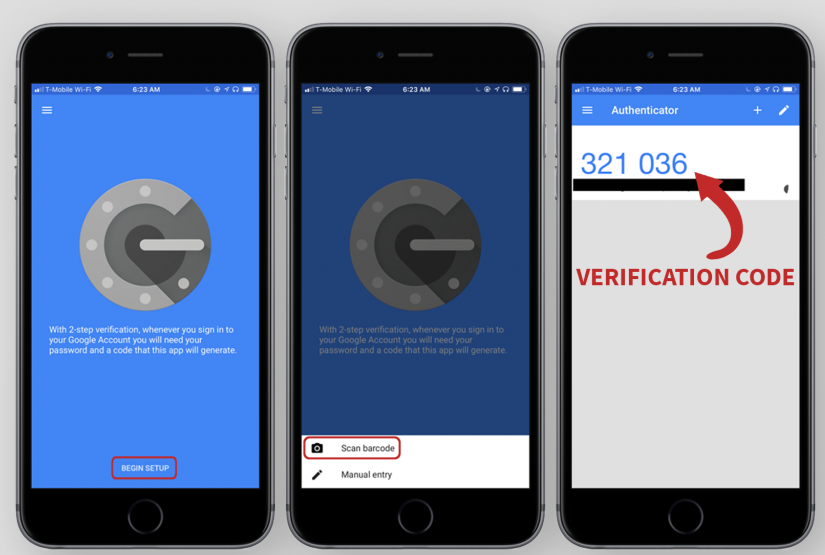 T-Mobile Wi-Fi 6:23 AM
With 2-step verification, whenever you sign in to
your Google Account you will need your
password and a code that this app will generate.
BEGIN SETUP
T-Mobile Wi-Fi 6:23 AM
With 2-step verification, whenever you sign in to
your Google Account you will need your
password and a code that this app will generate.
Scan barcode
Manual entry
T-Mobile Wi-Fi 6:23 AM
Authenticator
321 036
VERIFICATION CODE